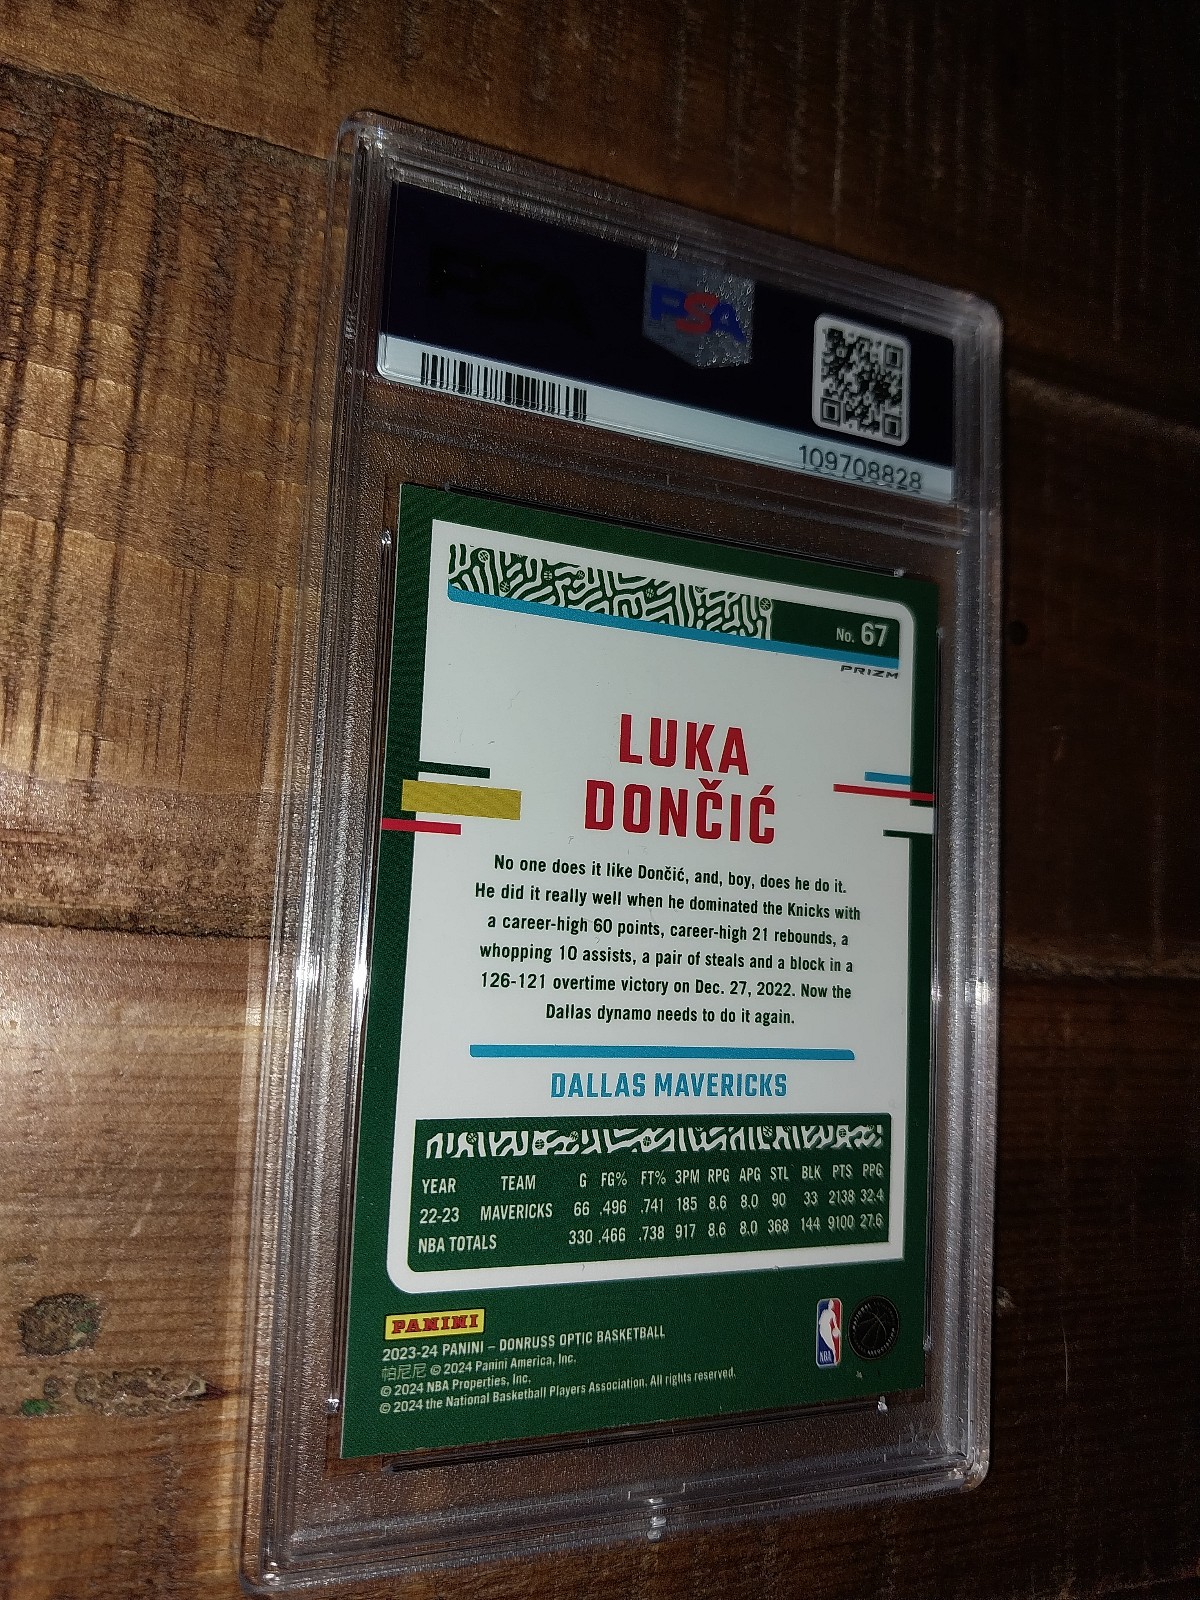 PSA
109708828
No. 67
PRIZM
LUKA
DONČIĆ
No one does it like Dončić, and, boy, does he do it.
He did it really well when he dominated the Knicks with
a career-high 60 points, career-high 21 rebounds, a
whopping 10 assists, a pair of steals and a block in a
126-121 overtime victory on Dec. 27, 2022. Now the
Dallas dynamo needs to do it again.
DALLAS MAVERICKS
YEAR TEAM G FG% FT% 3PM RPG APG STL BLK PTS PPG
22-23 MAVERICKS 66 .496 .741 185 8.6 8.0 90 33 2138 32.4
NBA TOTALS 330 .466 .738 917 8.6 8.0 368 144 9100 27.6
PANINI
2023-24 PANINI – DONRUSS OPTIC BASKETBALL
帕尼尼 © 2024 Panini America, Inc.
© 2024 NBA Properties, Inc.
© 2024 the National Basketball Players Association. All rights reserved.
NBA